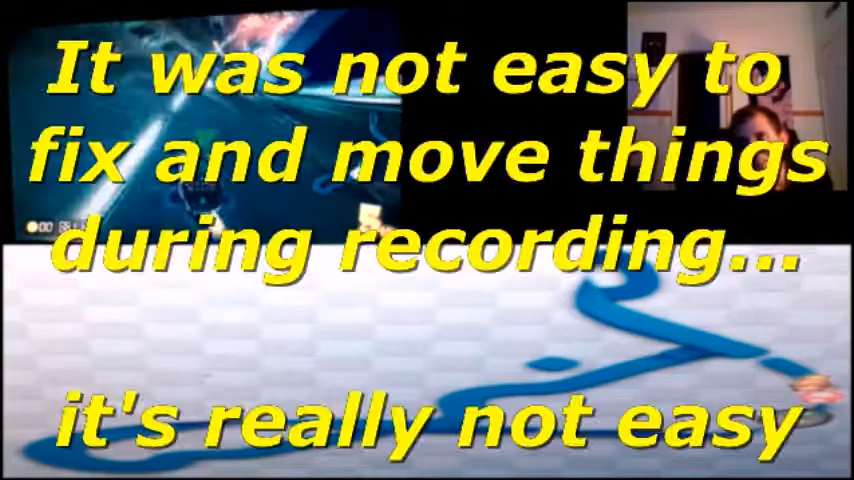 It was not easy to
fix and move things
during recording...
it's really not easy